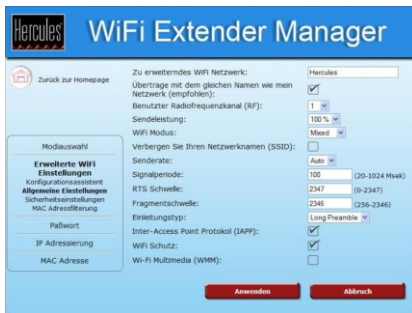 Hercules
WiFi Extender Manager
Zurück zur Homepage
Modiauswahl
Erweiterte WiFi
Einstellungen
Konfigurationsassistent
Allgemeine Einstellungen
Sicherheitseinstellungen
MAC Adressfilterung
Paßwort
IP Adressierung
MAC Adresse
Zu erweiterndes WiFi Netzwerk: Hercules
Übertrage mit dem gleichen Namen wie mein
Netzwerk (empfohlen):
Benutzter Radiofrequenzkanal (RF): 1
Sendeleistung: 100 %
WiFi Modus: Mixed
Verbergen Sie Ihren Netzwerknamen (SSID):
Senderate: Auto
Signalperiode: 100 (20-1024 Msek)
RTS Schwelle: 2347 (0-2347)
Fragmentschwelle: 2346 (256-2346)
Einleitungstyp: Long Preamble
Inter-Access Point Protokol (IAPP):
WiFi Schutz:
Wi-Fi Multimedia (WMM):
Anwenden Abbruch